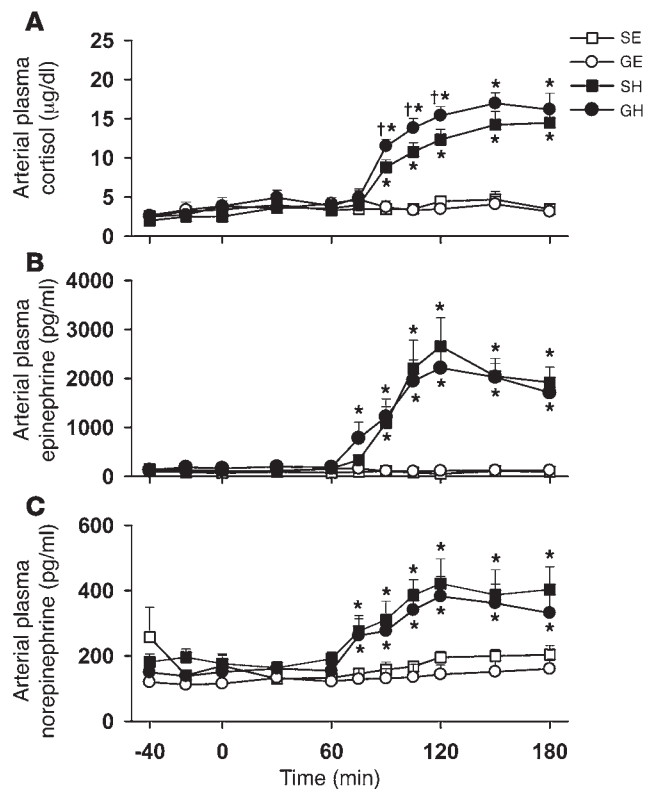 A
Arterial plasma
cortisol (μg/dl)
25
20
15
10
5
0
†* †* †* * *
* * * * *
SE
GE
SH
GH
B
Arterial plasma
epinephrine (pg/ml)
4000
3000
2000
1000
0
* * * * * *
* * * * *
C
Arterial plasma
norepinephrine (pg/ml)
600
400
200
0
* * * * * *
* * * * * *
-40 0 60 120 180
Time (min)